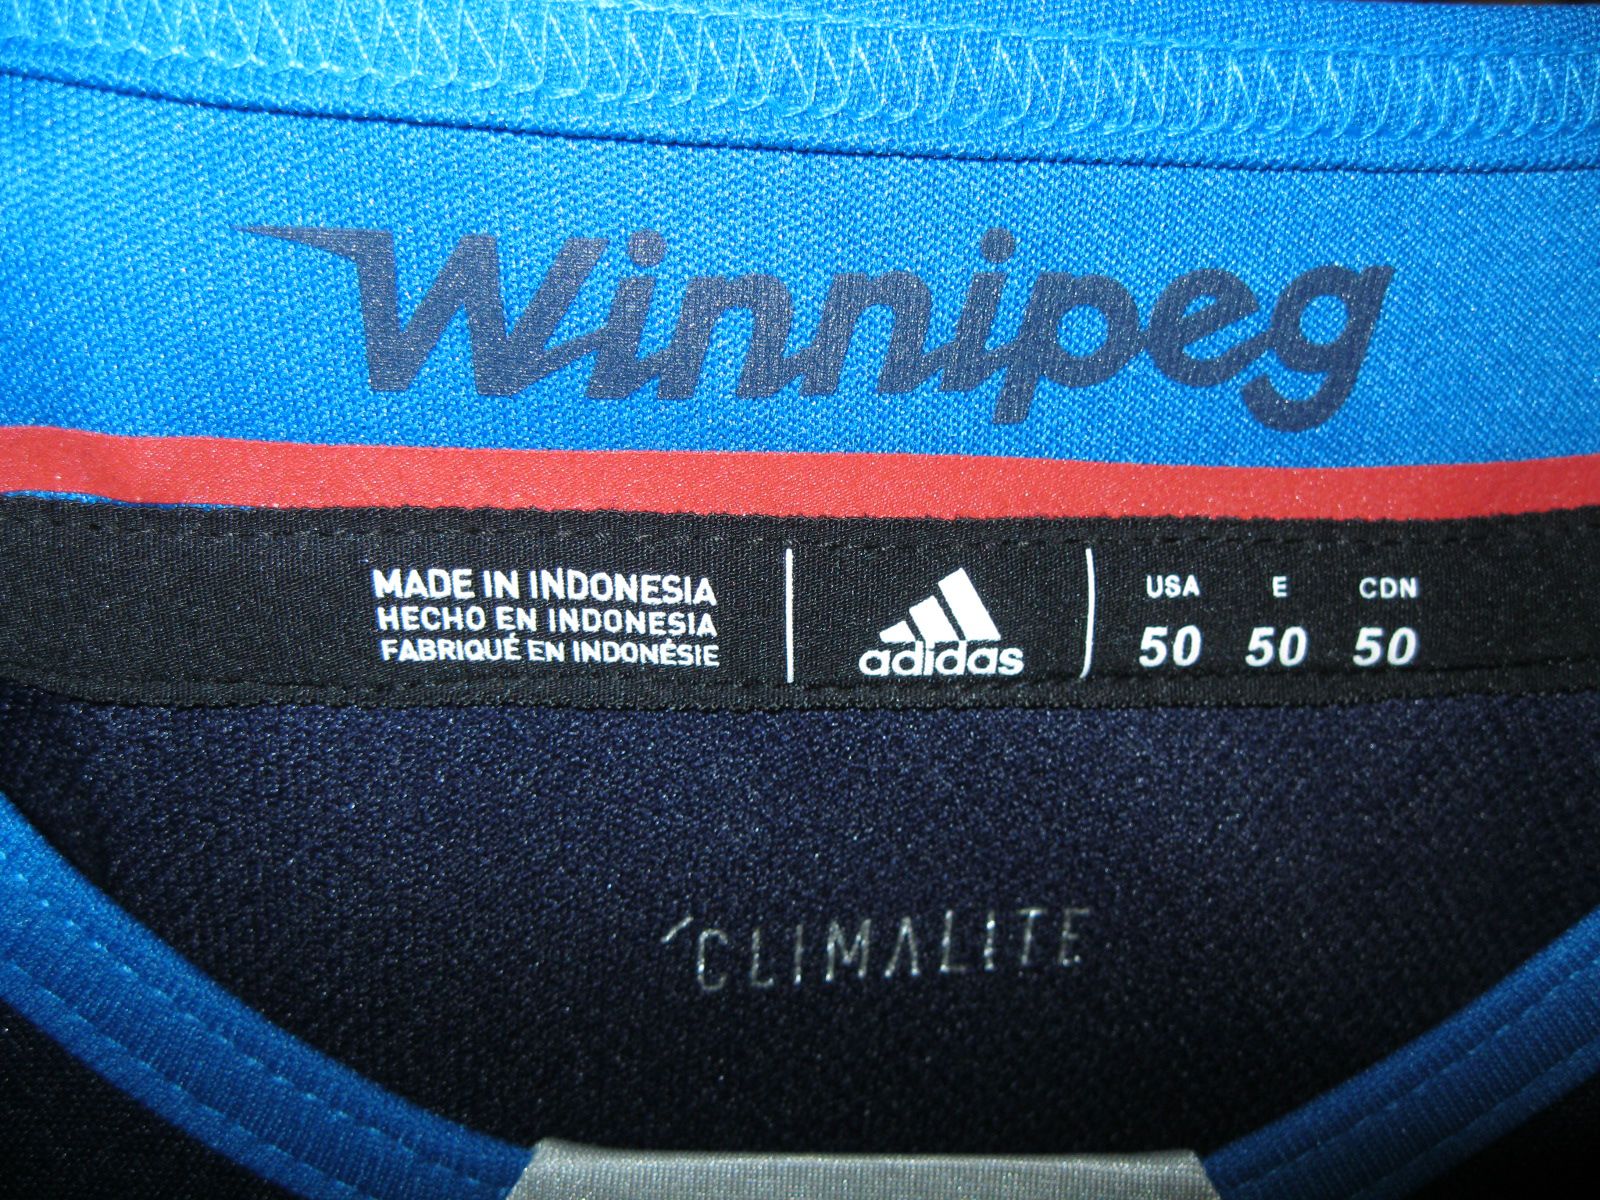 Winnipeg
MADE IN INDONESIA
HECHO EN INDONESIA
FABRIQUÉ EN INDONÉSIE
adidas
USA E CDN
50 50 50
CLIMALITE